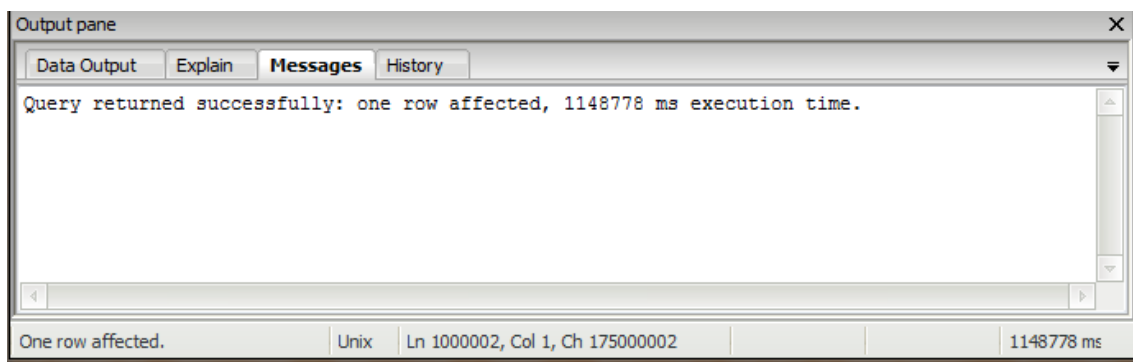 Output pane
Data Output Explain Messages History
Query returned successfully: one row affected, 1148778 ms execution time.
One row affected. Unix Ln 1000002, Col 1, Ch 175000002 1148778 ms